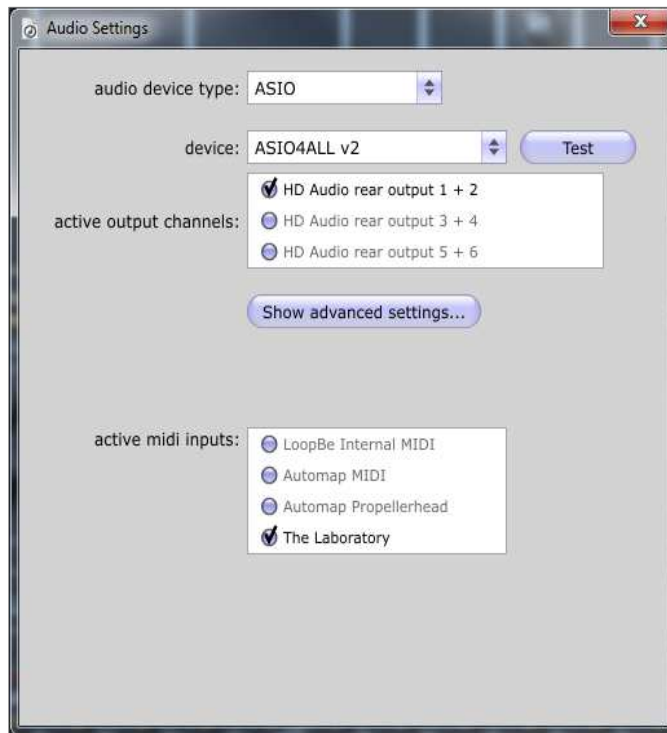 Audio Settings
audio device type: ASIO
device: ASIO4ALL v2 Test
active output channels:
HD Audio rear output 1 + 2
HD Audio rear output 3 + 4
HD Audio rear output 5 + 6
Show advanced settings...
active midi inputs:
LoopBe Internal MIDI
Automap MIDI
Automap Propellerhead
The Laboratory